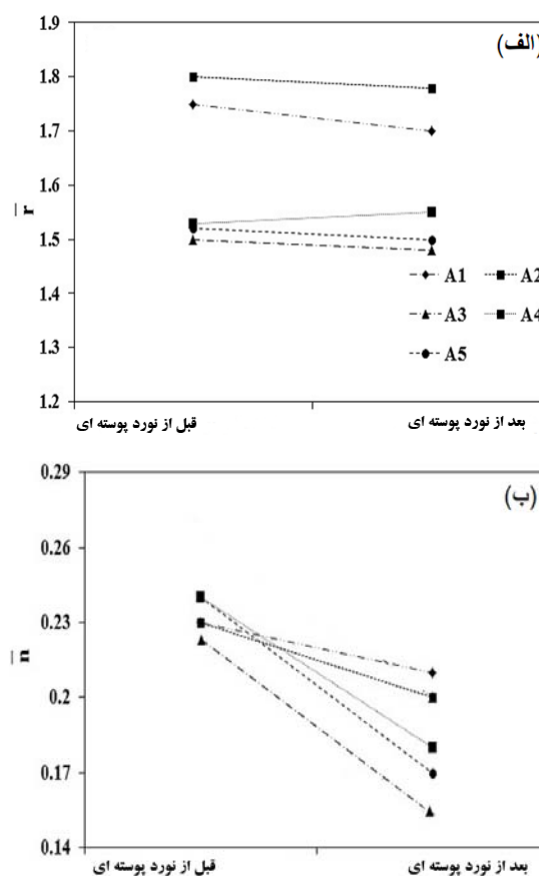 (الف)
1.9
1.8
1.7
1.6
1.5
1.4
1.3
1.2
r̅
A1 A2
A3 A4
A5
قبل از نورد پوسته ای
بعد از نورد پوسته ای
(ب)
0.29
0.26
0.23
0.2
0.17
0.14
n̅
قبل از نورد پوسته ای
بعد از نورد پوسته ای